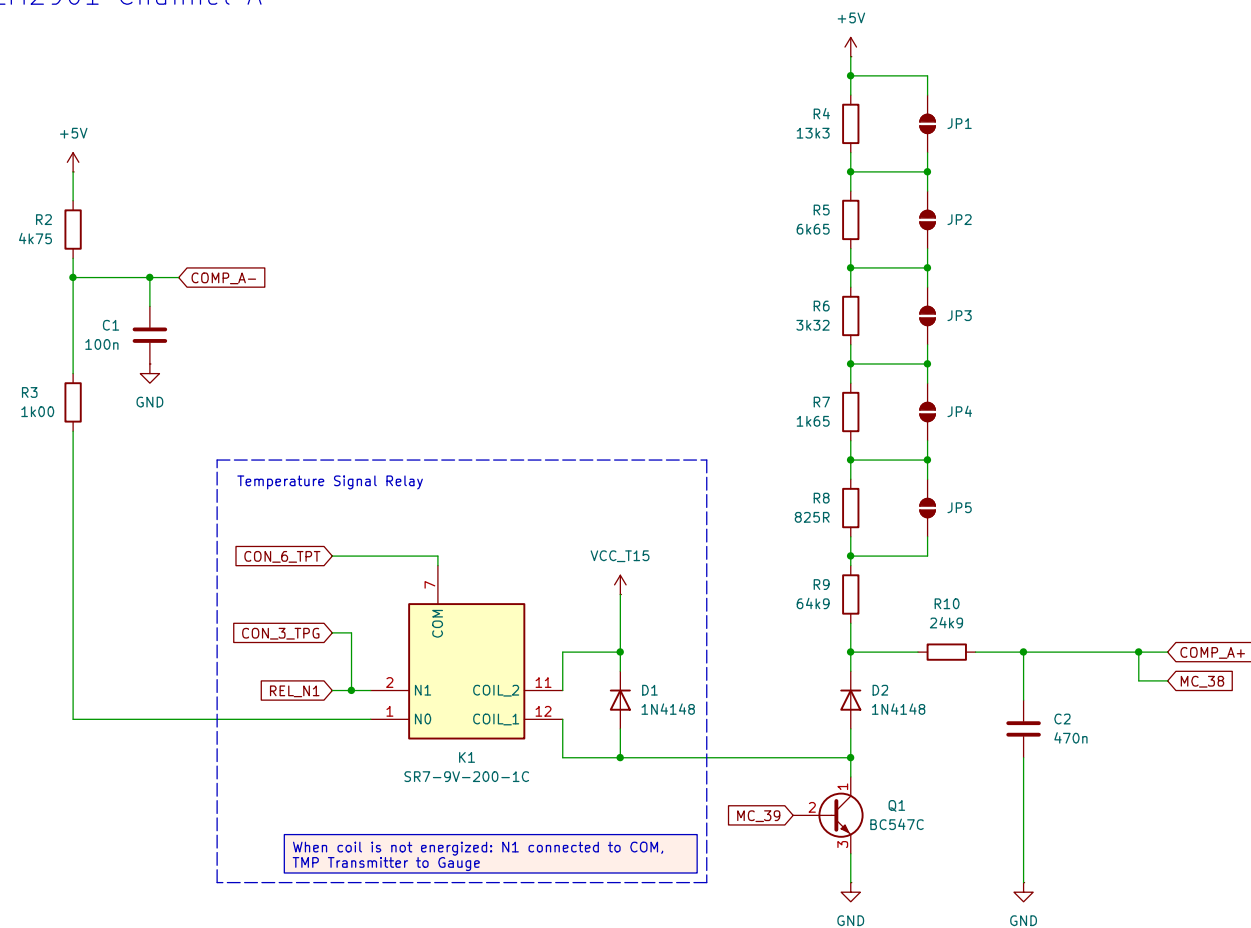 +5V
R4
13k3
JP1
+5V
R5
6k65
JP2
R2
4k75
COMP_A-
R6
3k32
JP3
C1
100n
R3
1k00
GND
R7
1k65
JP4
Temperature Signal Relay
R8
825R
JP5
CON_6_TPT
VCC_T15
7
COM
R9
64k9
R10
24k9
CON_3_TPG
COMP_A+
MC_38
REL_N1
2
N1
COIL_2
11
D1
1N4148
D2
1N4148
1
N0
COIL_1
12
C2
470n
K1
SR7-9V-200-1C
1
MC_39
2
Q1
BC547C
3
When coil is not energized: N1 connected to COM,
TMP Transmitter to Gauge
GND
GND